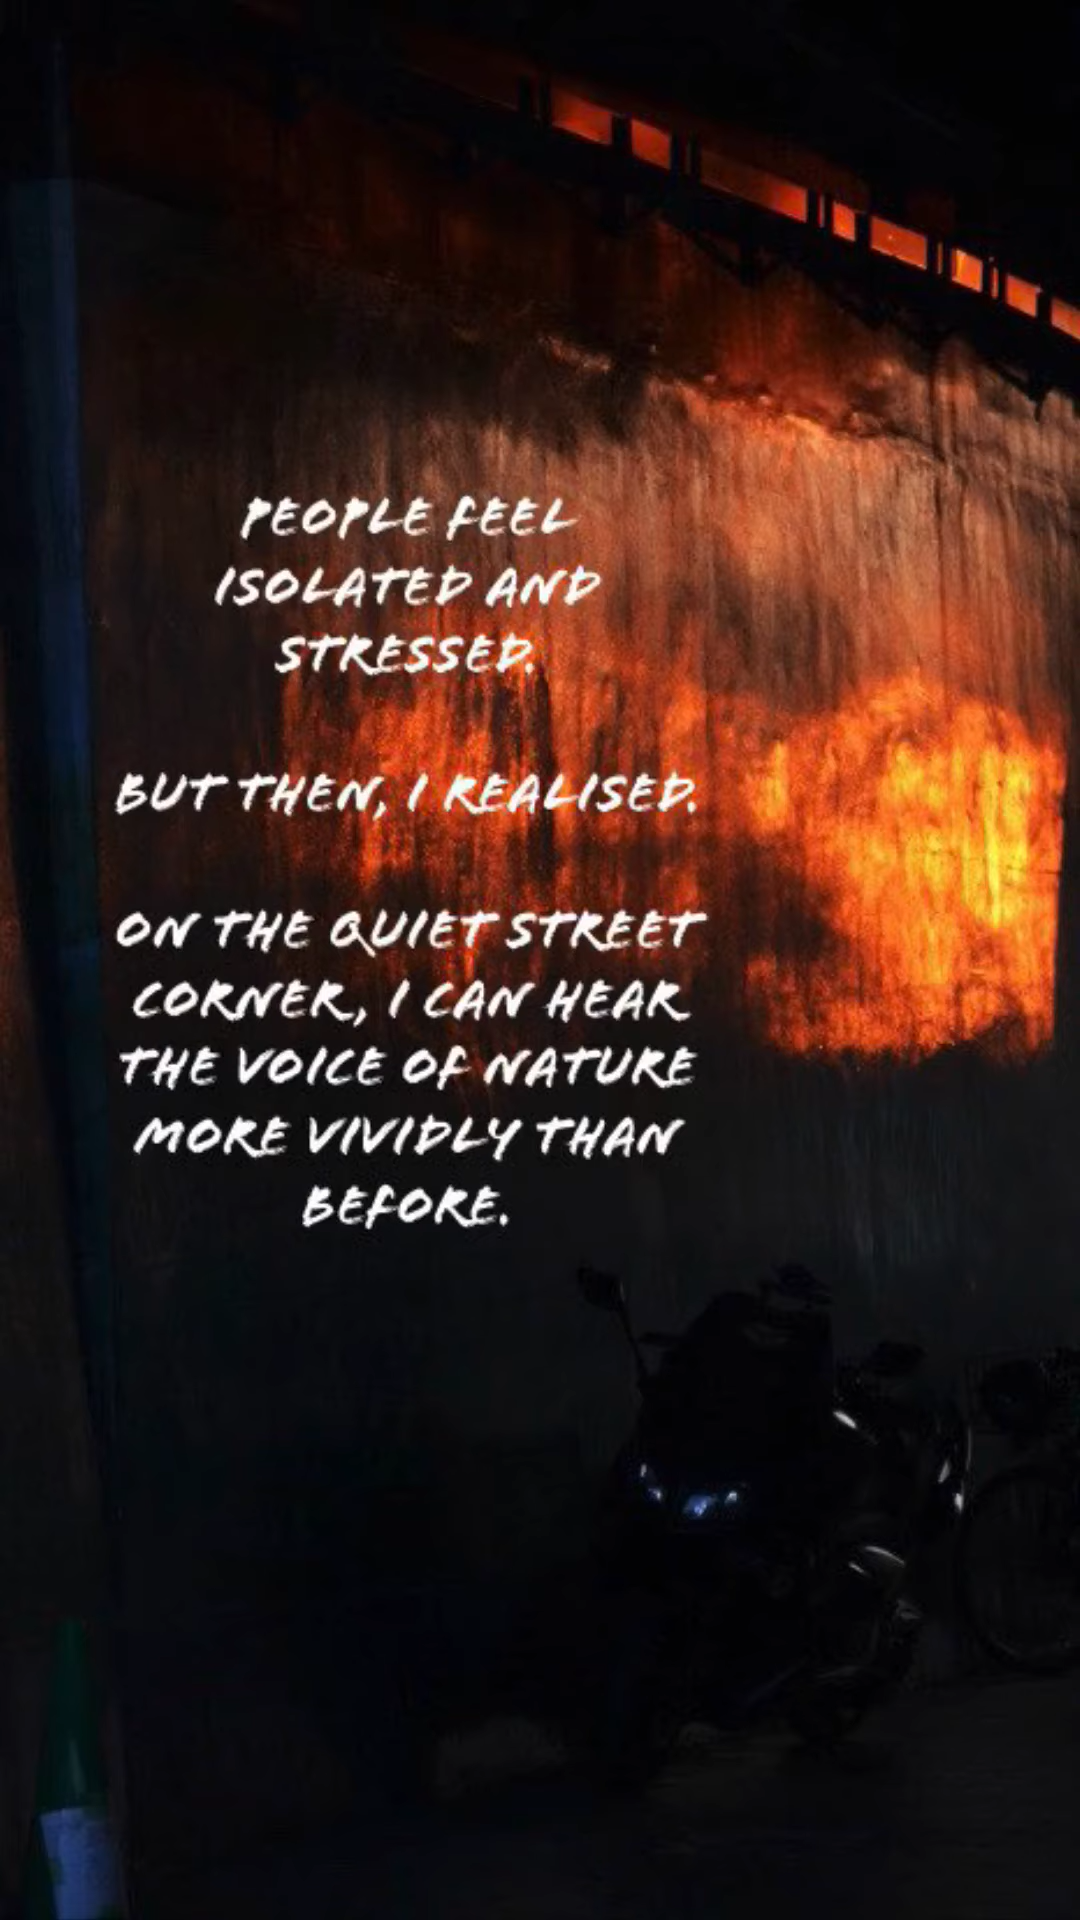 PEOPLE FEEL
ISOLATED AND
STRESSED.
BUT THEN, I REALISED.
ON THE QUIET STREET
CORNER, I CAN HEAR
THE VOICE OF NATURE
MORE VIVIDLY THAN
BEFORE.